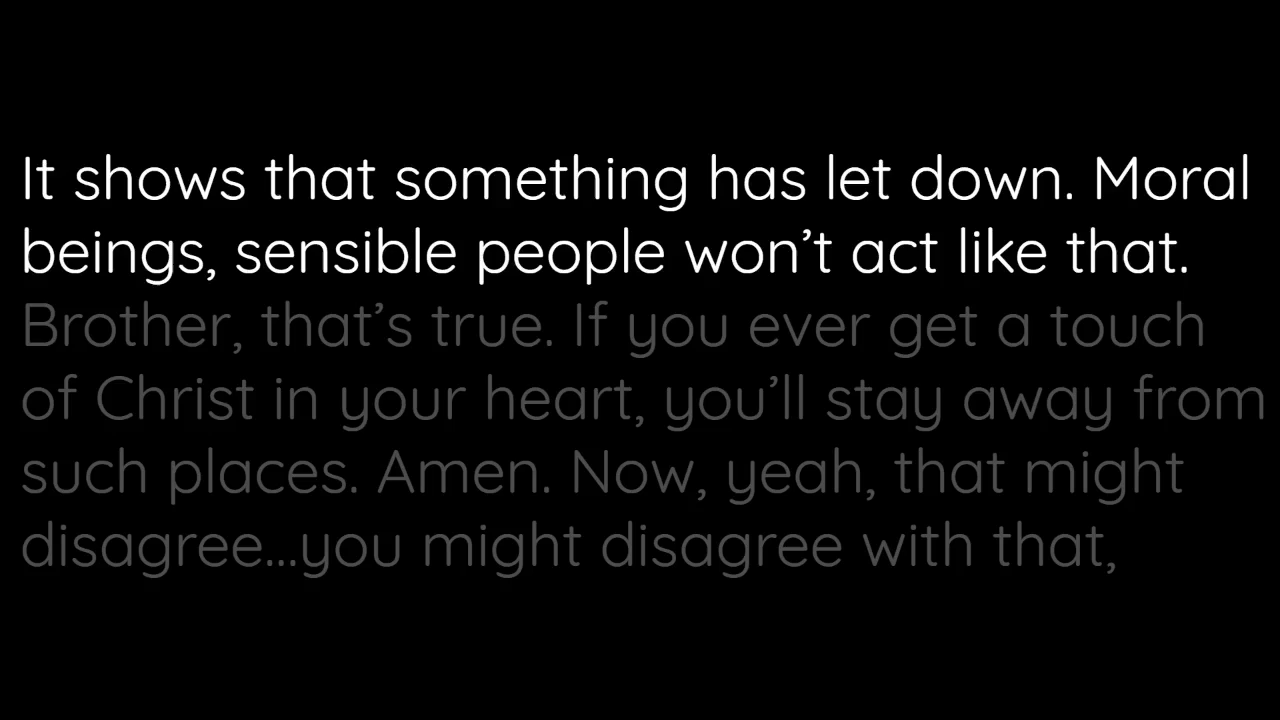 It shows that something has let down. Moral
beings, sensible people won’t act like that.
Brother, that’s true. If you ever get a touch
of Christ in your heart, you’ll stay away from
such places. Amen. Now, yeah, that might
disagree...you might disagree with that,